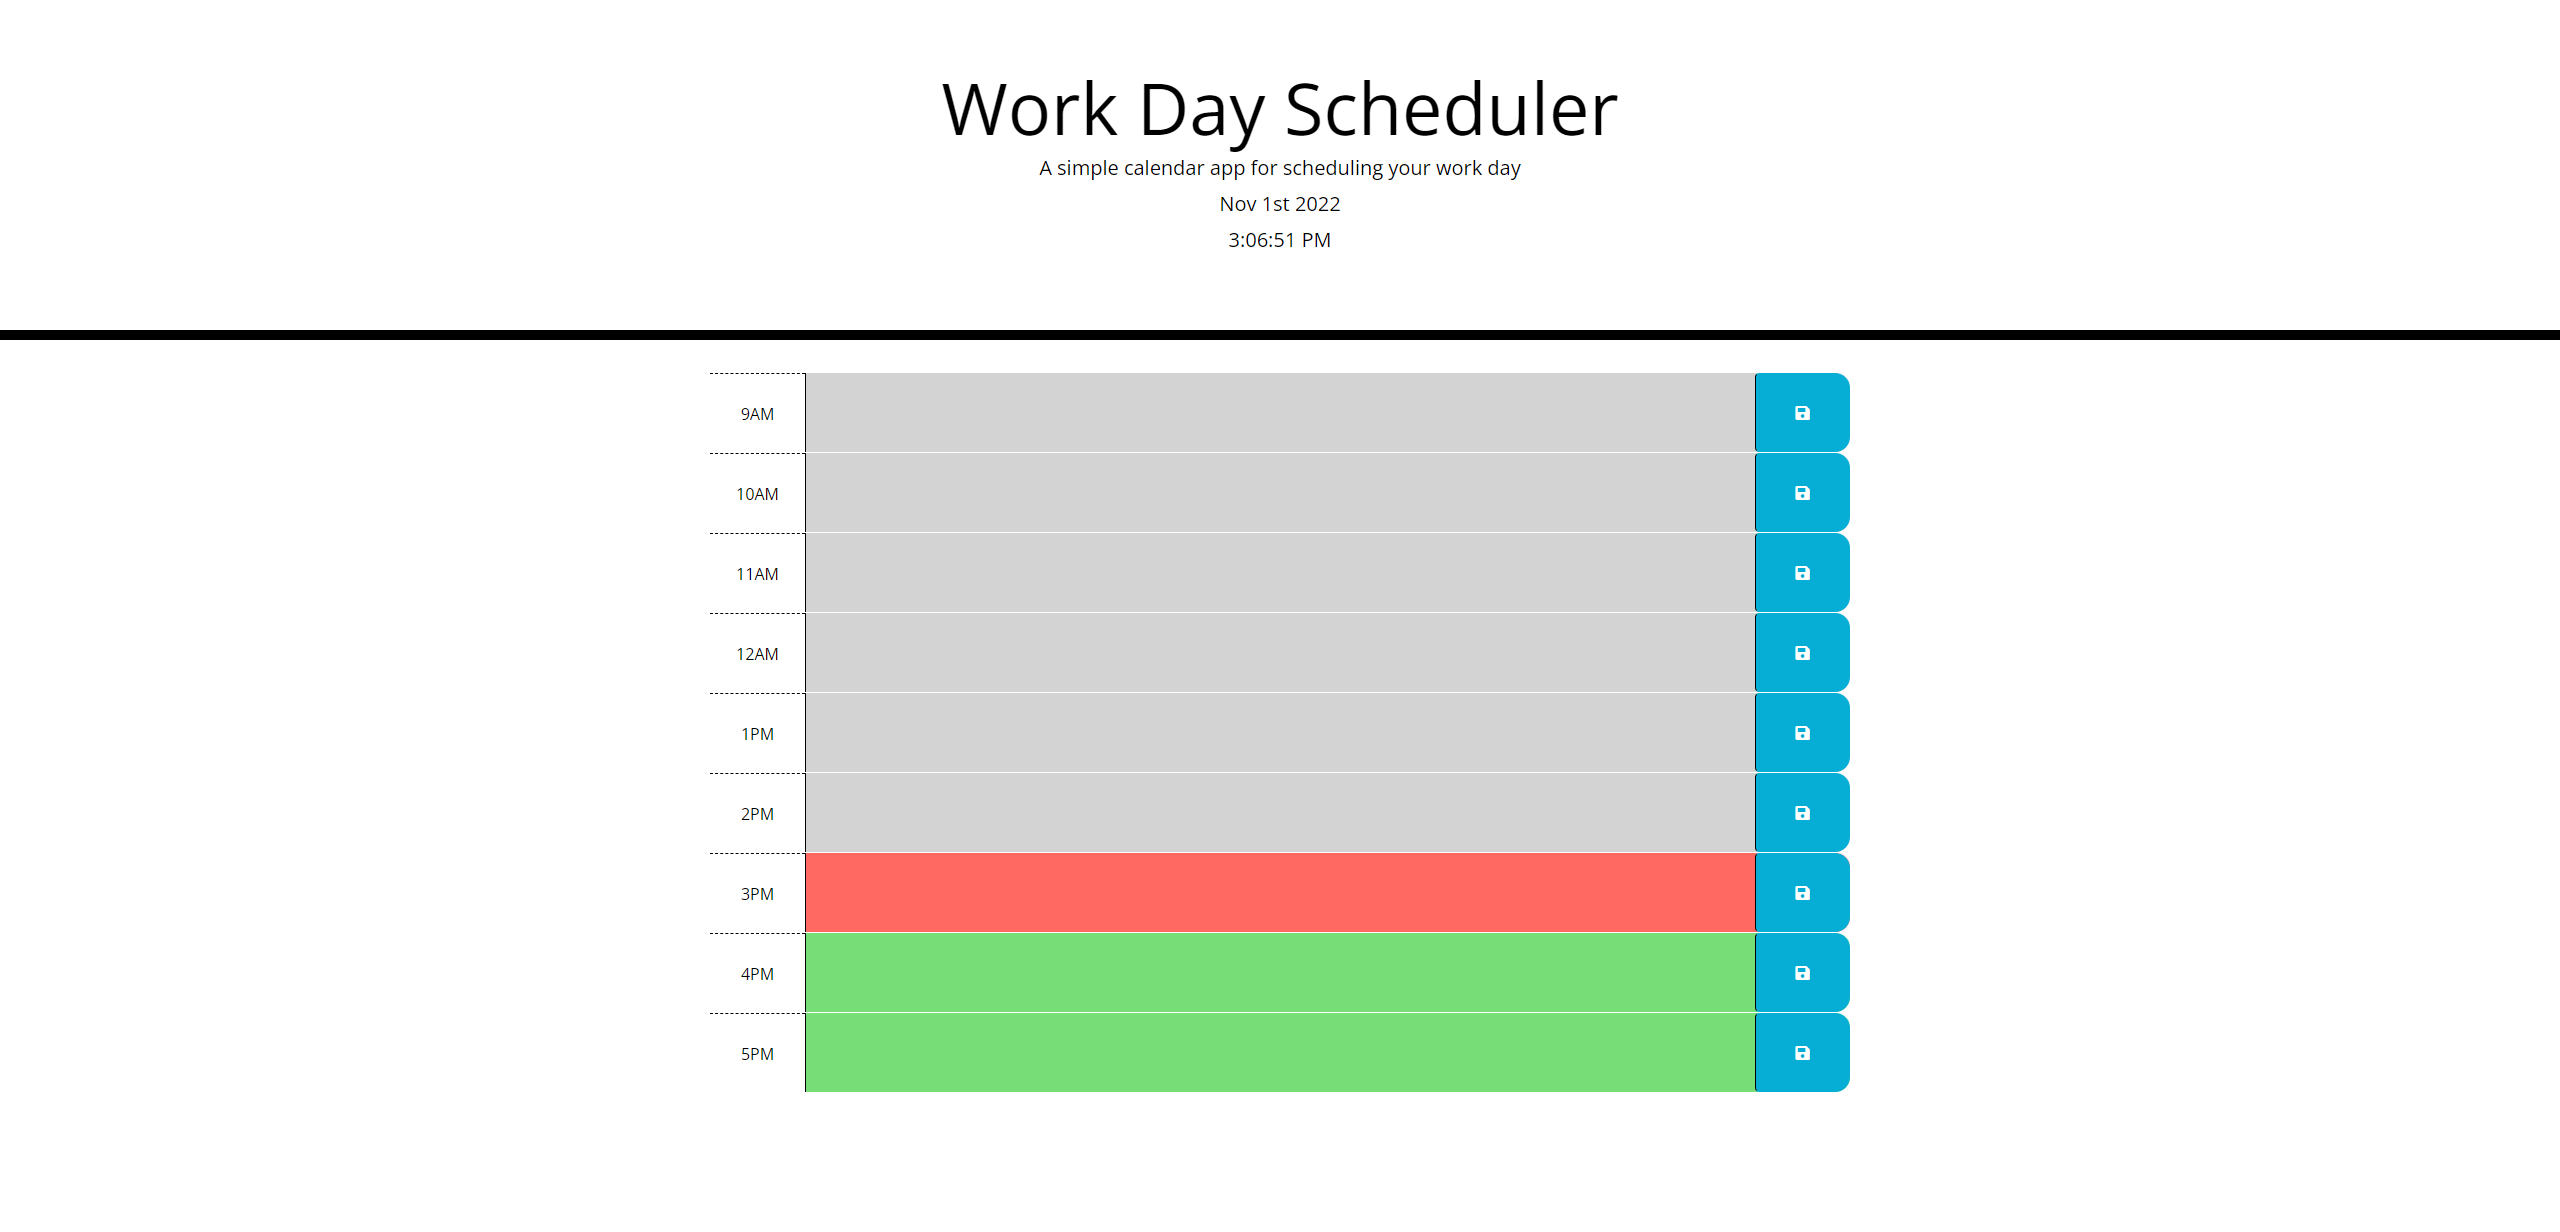 Work Day Scheduler
A simple calendar app for scheduling your work day
Nov 1st 2022
3:06:51 PM
9AM
10AM
11AM
12AM
1PM
2PM
3PM
4PM
5PM